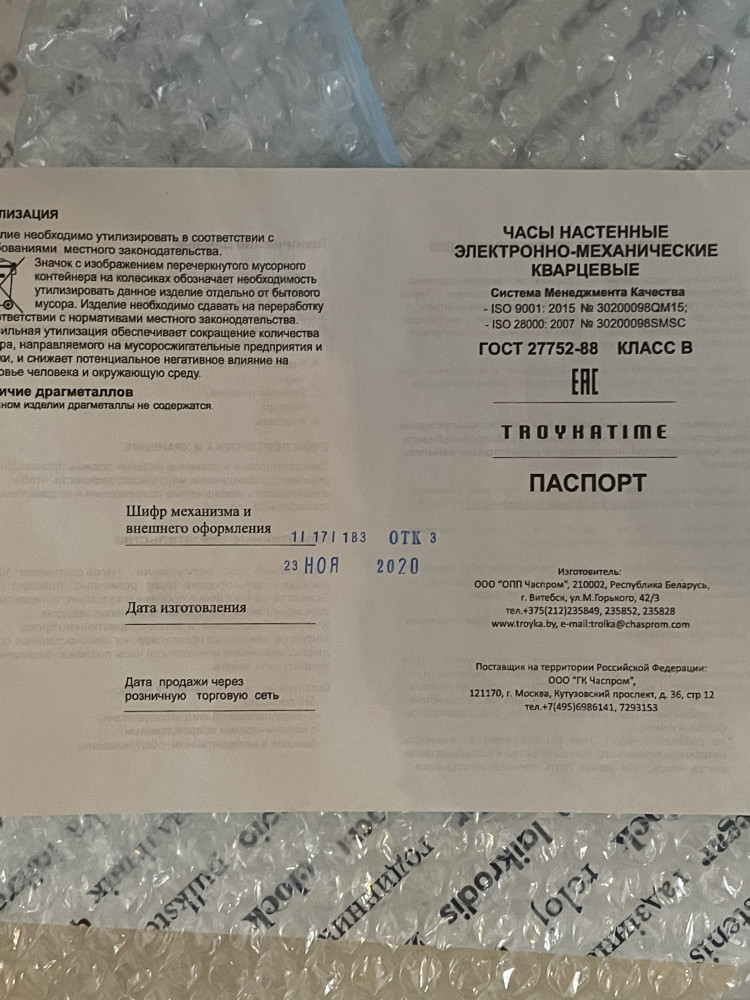 ЛИЗАЦИЯ
лие необходимо утилизировать в соответствии с
бованиями местного законодательства.
Значок с изображением перечеркнутого мусорного
контейнера на колесиках обозначает необходимость
утилизировать данное изделие отдельно от бытового
мусора. Изделие необходимо сдавать на переработку
ответствии с нормативами местного законодательства.
ильная утилизация обеспечивает сокращение количества
ра, направляемого на мусоросжигательные предприятия и
ки, и снижает потенциальное негативное влияние на
овье человека и окружающую среду.
ичие драгметаллов
ном изделии драгметаллы не содержатся.
Шифр механизма и
внешнего оформления 11 17 183 ОТК 3
23 НОЯ 2020
Дата изготовления
Дата продажи через
розничную торговую сеть
ЧАСЫ НАСТЕННЫЕ
ЭЛЕКТРОННО-МЕХАНИЧЕСКИЕ
КВАРЦЕВЫЕ
Система Менеджмента Качества
- ISO 9001: 2015 № 30200098QM15;
- ISO 28000: 2007 № 30200098SMSC
ГОСТ 27752-88 КЛАСС В
ЕАС
TROYKATIME
ПАСПОРТ
Изготовитель:
ООО "ОПП Часпром", 210002, Республика Беларусь,
г. Витебск, ул.М.Горького, 42/3
тел.+375(212)235849, 235852, 235828
www.troyka.by, e-mail:troika@chasprom.com
Поставщик на территории Российской Федерации:
ООО "ГК Часпром",
121170, г. Москва, Кутузовский проспект, д. 36, стр 12
тел.+7(495)6986141, 7293153
годинник
laikrodis
reloj